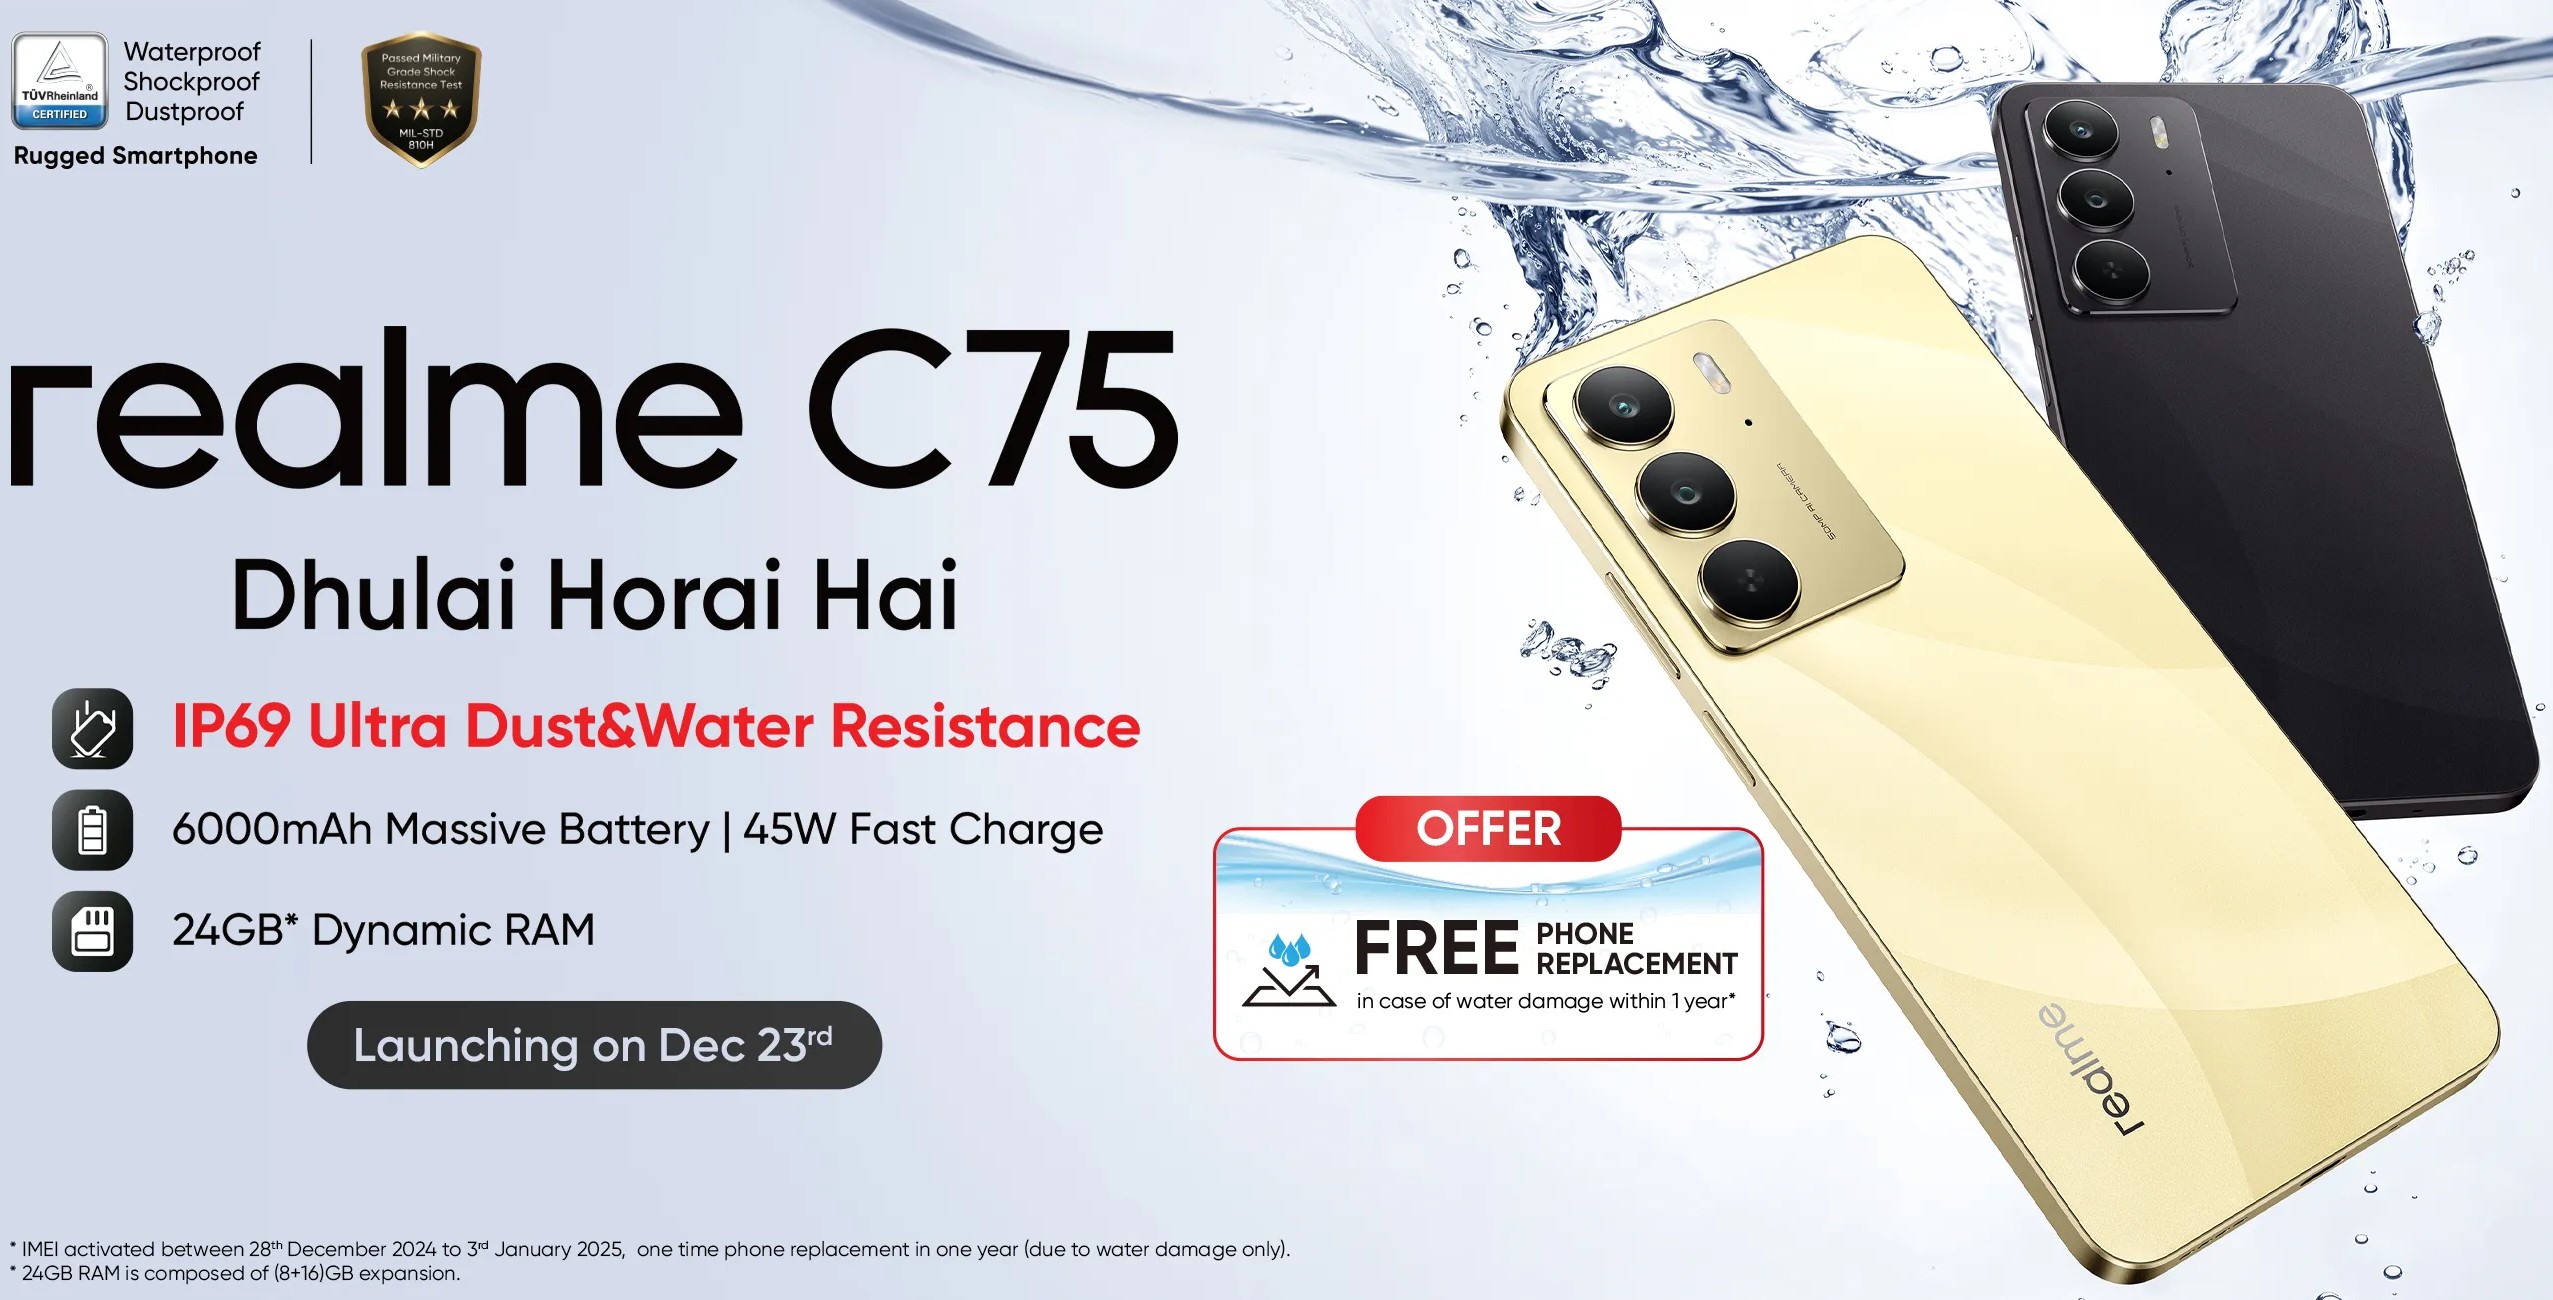 TÜVRheinland®
CERTIFIED
Waterproof
Shockproof
Dustproof
Rugged Smartphone
Passed Military
Grade Shock
Resistance Test
MIL-STD
810H
realme C75
Dhulai Horai Hai
IP69 Ultra Dust&Water Resistance
6000mAh Massive Battery | 45W Fast Charge
24GB* Dynamic RAM
Launching on Dec 23rd
OFFER
FREE PHONE
REPLACEMENT
in case of water damage within 1 year*
50MP AI CAMERA
realme
* IMEI activated between 28th December 2024 to 3rd January 2025, one time phone replacement in one year (due to water damage only).
* 24GB RAM is composed of (8+16)GB expansion.